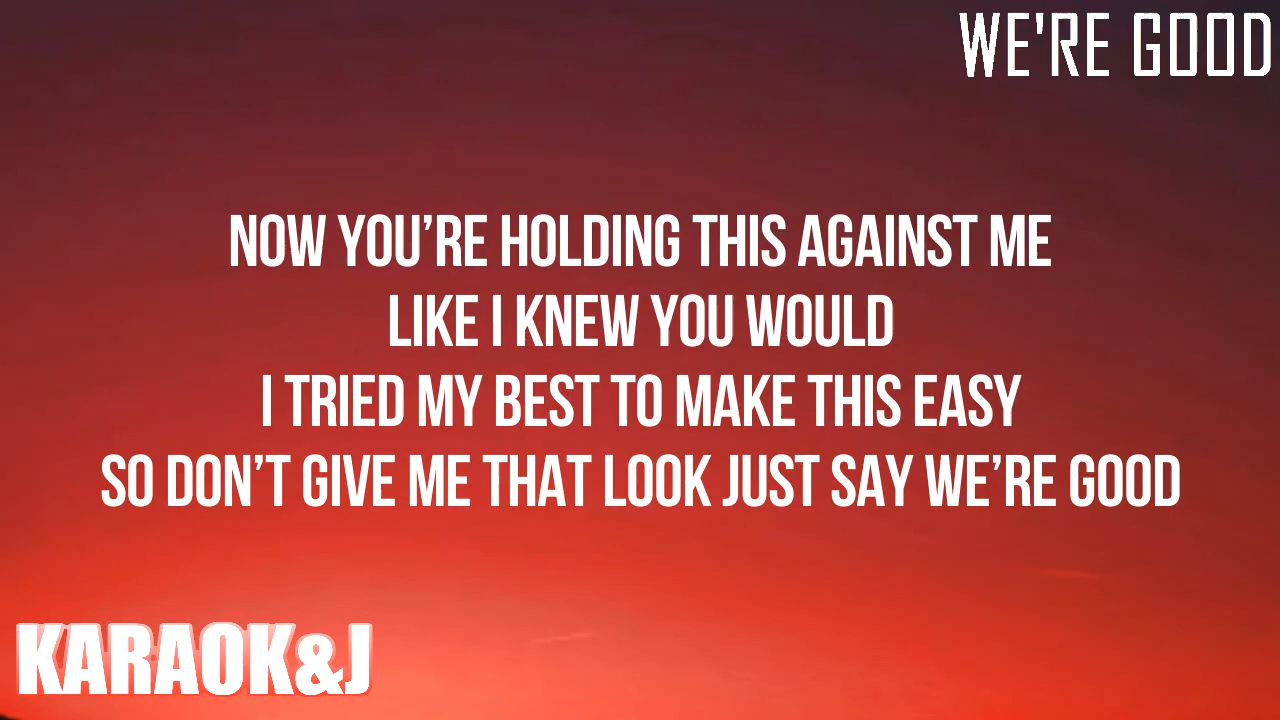 WE'RE GOOD
NOW YOU’RE HOLDING THIS AGAINST ME
LIKE I KNEW YOU WOULD
I TRIED MY BEST TO MAKE THIS EASY
SO DON’T GIVE ME THAT LOOK JUST SAY WE’RE GOOD
KARAOK&J